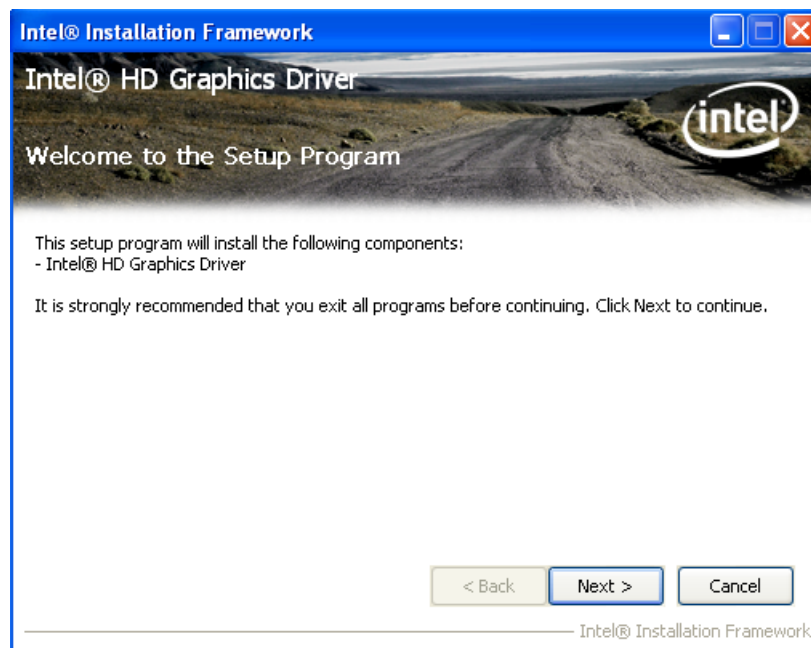 Intel® Installation Framework
Intel® HD Graphics Driver
intel
Welcome to the Setup Program
This setup program will install the following components:
- Intel® HD Graphics Driver
It is strongly recommended that you exit all programs before continuing. Click Next to continue.
< Back Next > Cancel
Intel® Installation Framework